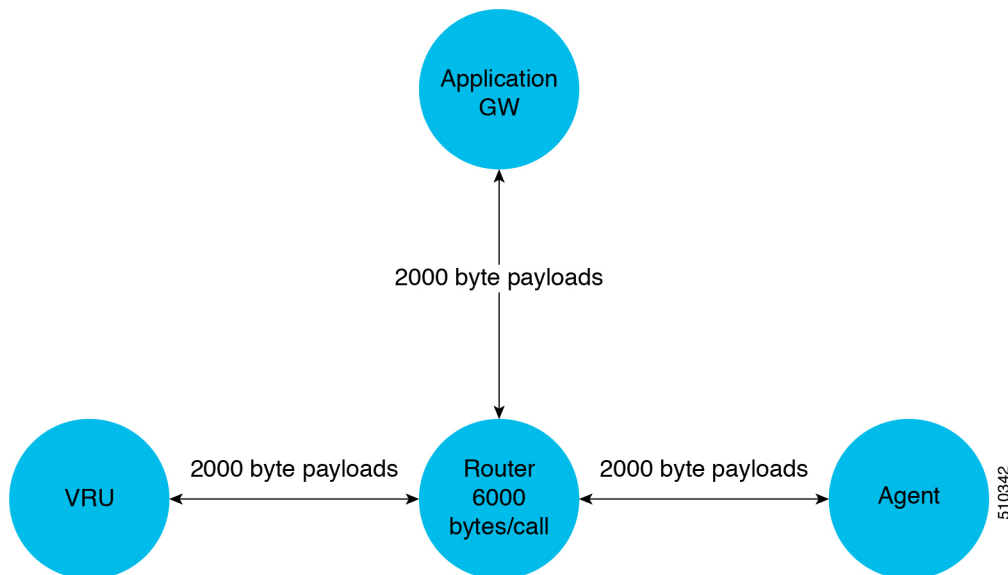 Application
GW
2000 byte payloads
VRU
2000 byte payloads
Router
6000
bytes/call
2000 byte payloads
Agent
510342